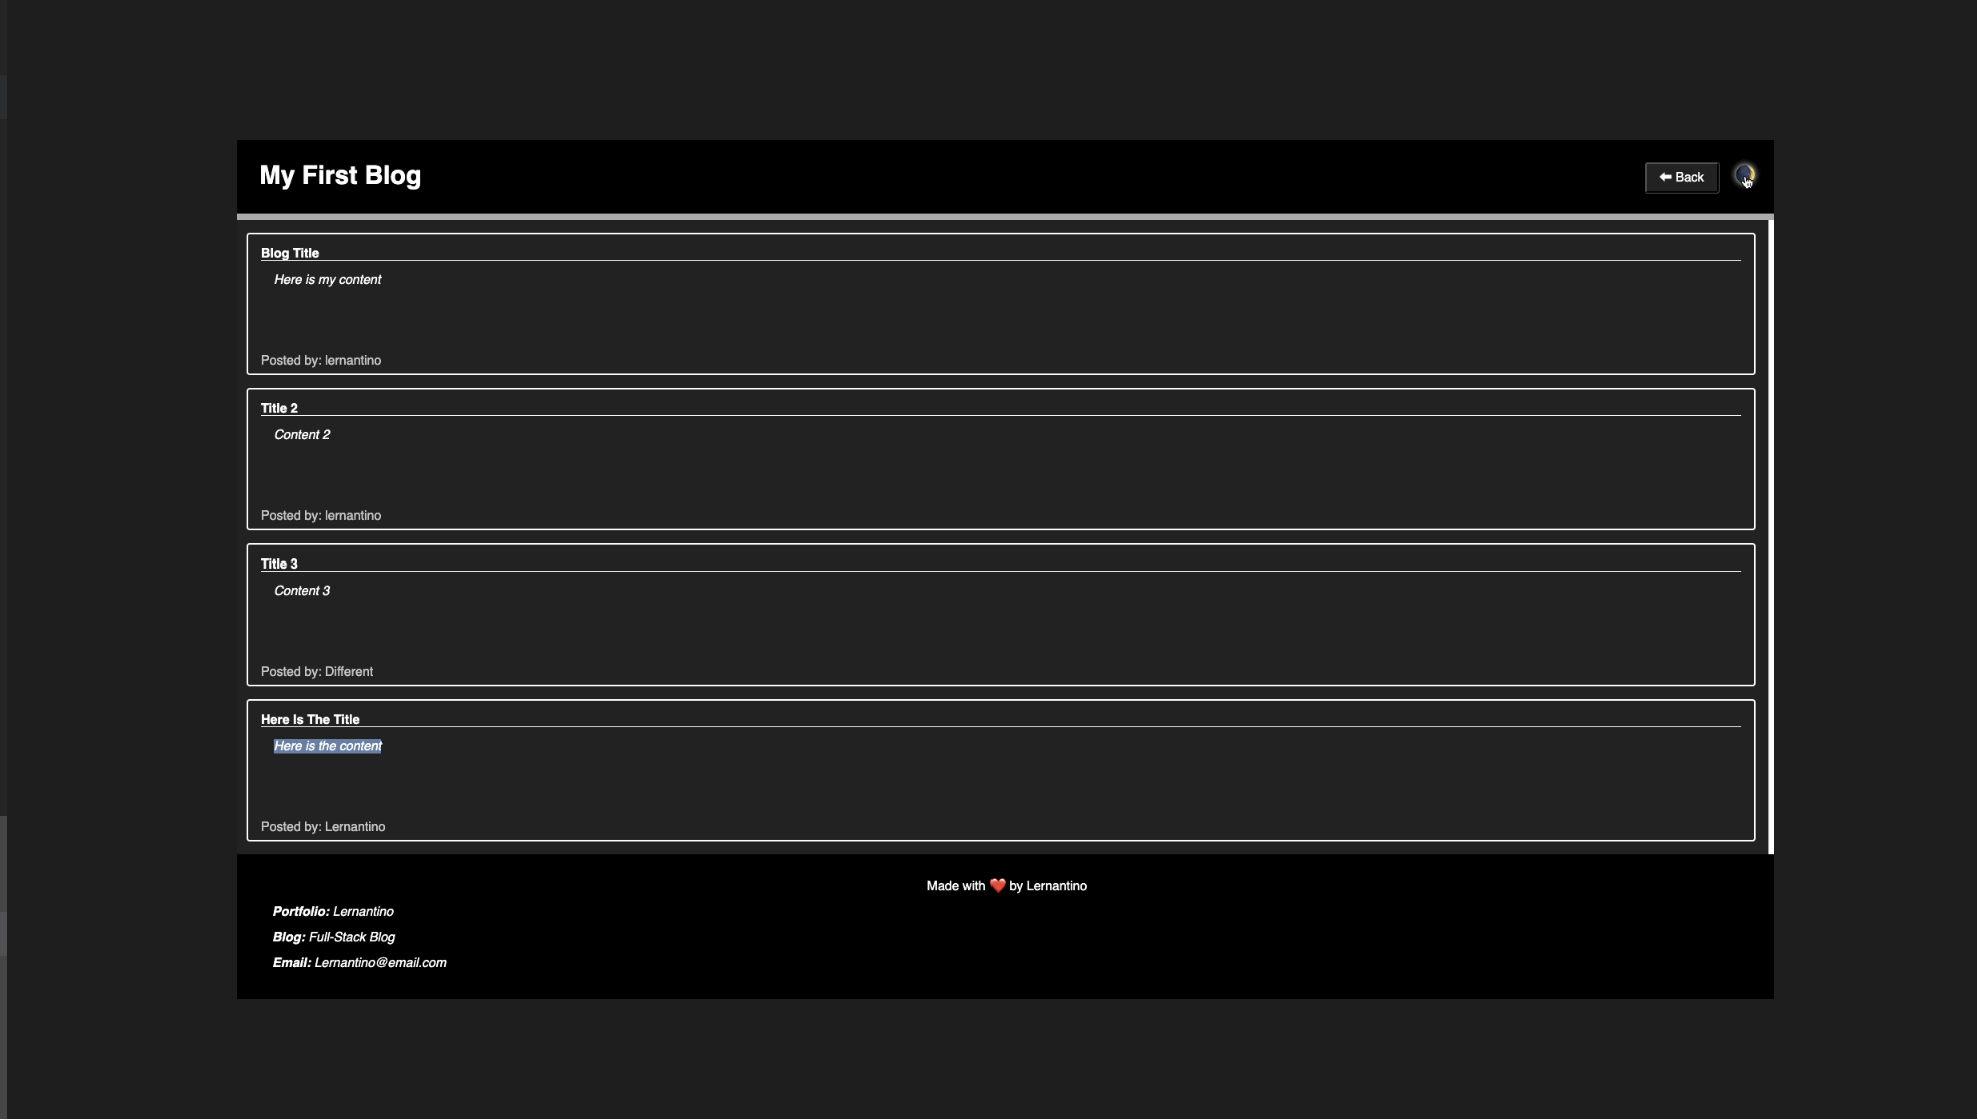 My First Blog
Back
Blog Title
Here is my content
Posted by: lernantino
Title 2
Content 2
Posted by: lernantino
Title 3
Content 3
Posted by: Different
Here Is The Title
Here is the content
Posted by: Lernantino
Made with ❤️ by Lernantino
Portfolio: Lernantino
Blog: Full-Stack Blog
Email: Lernantino@email.com